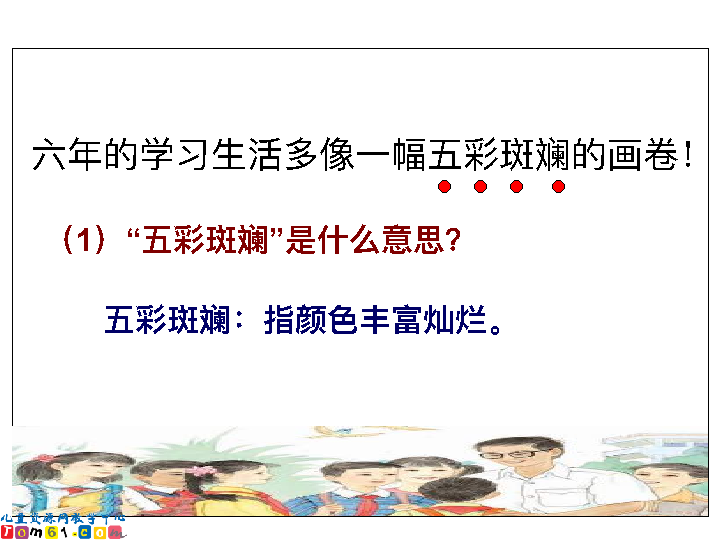 六年的学习生活多像一幅五彩斑斓的画卷！
（1）“五彩斑斓”是什么意思？
五彩斑斓：指颜色丰富灿烂。
儿童资源网教学中心
Tom61.com